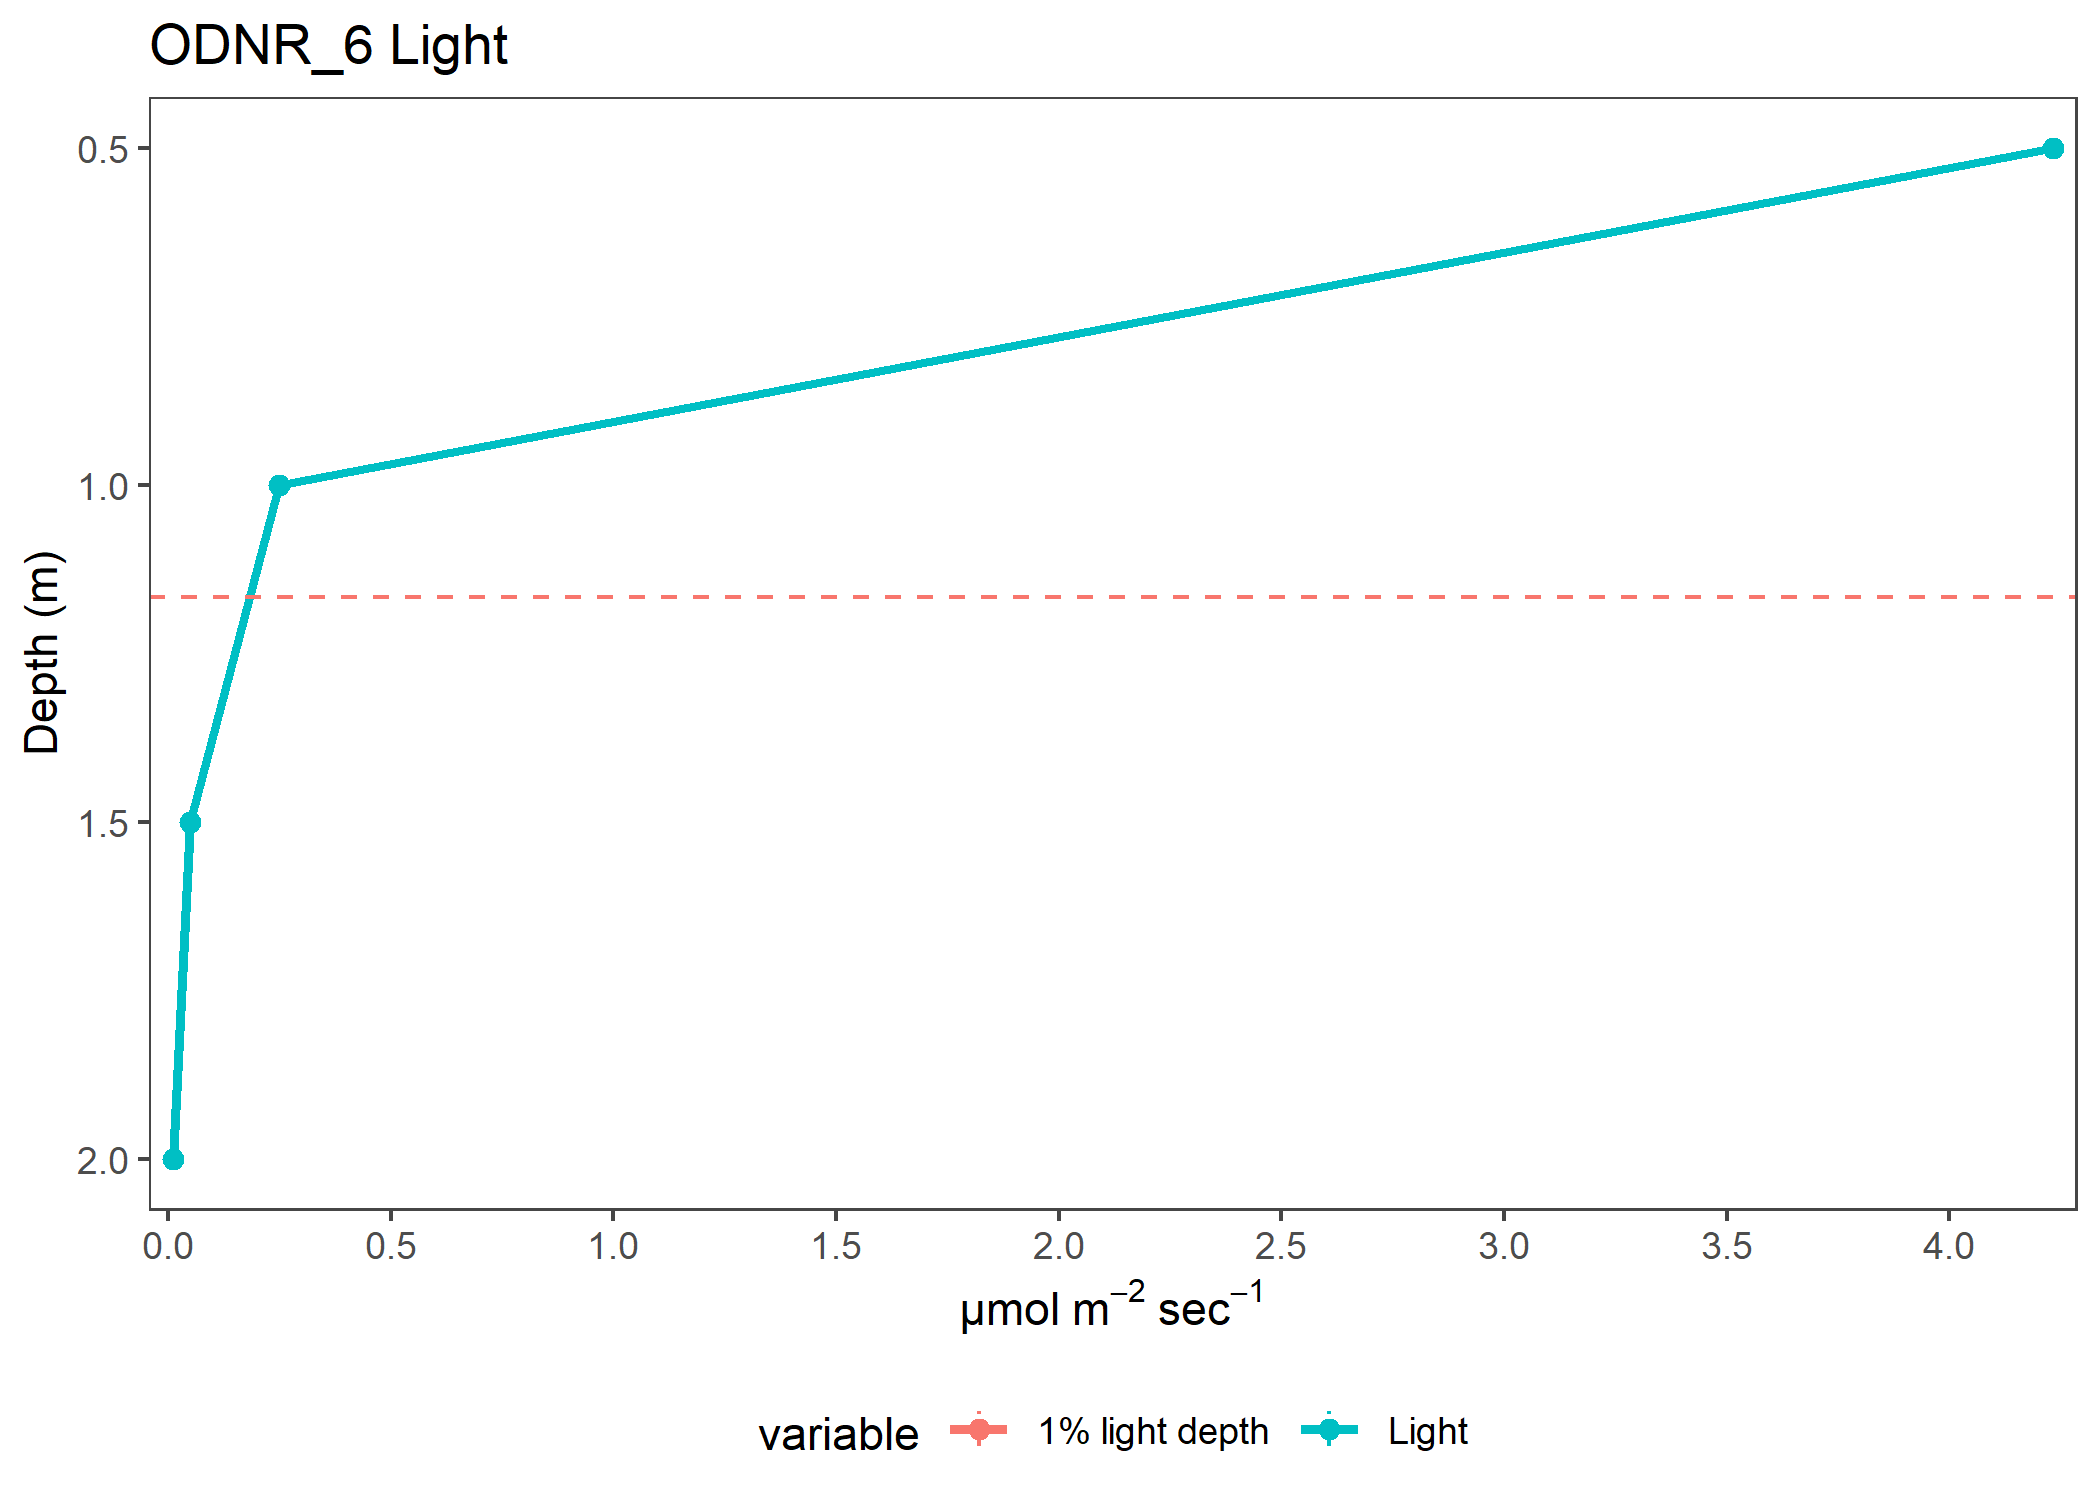 ODNR_6 Light
0.5
1.0
1.5
2.0
Depth (m)
0.0 0.5 1.0 1.5 2.0 2.5 3.0 3.5 4.0
µmol m⁻² sec⁻¹
variable 1% light depth Light